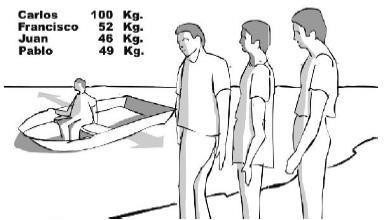 Carlos 100 Kg.
Francisco 52 Kg.
Juan 46 Kg.
Pablo 49 Kg.